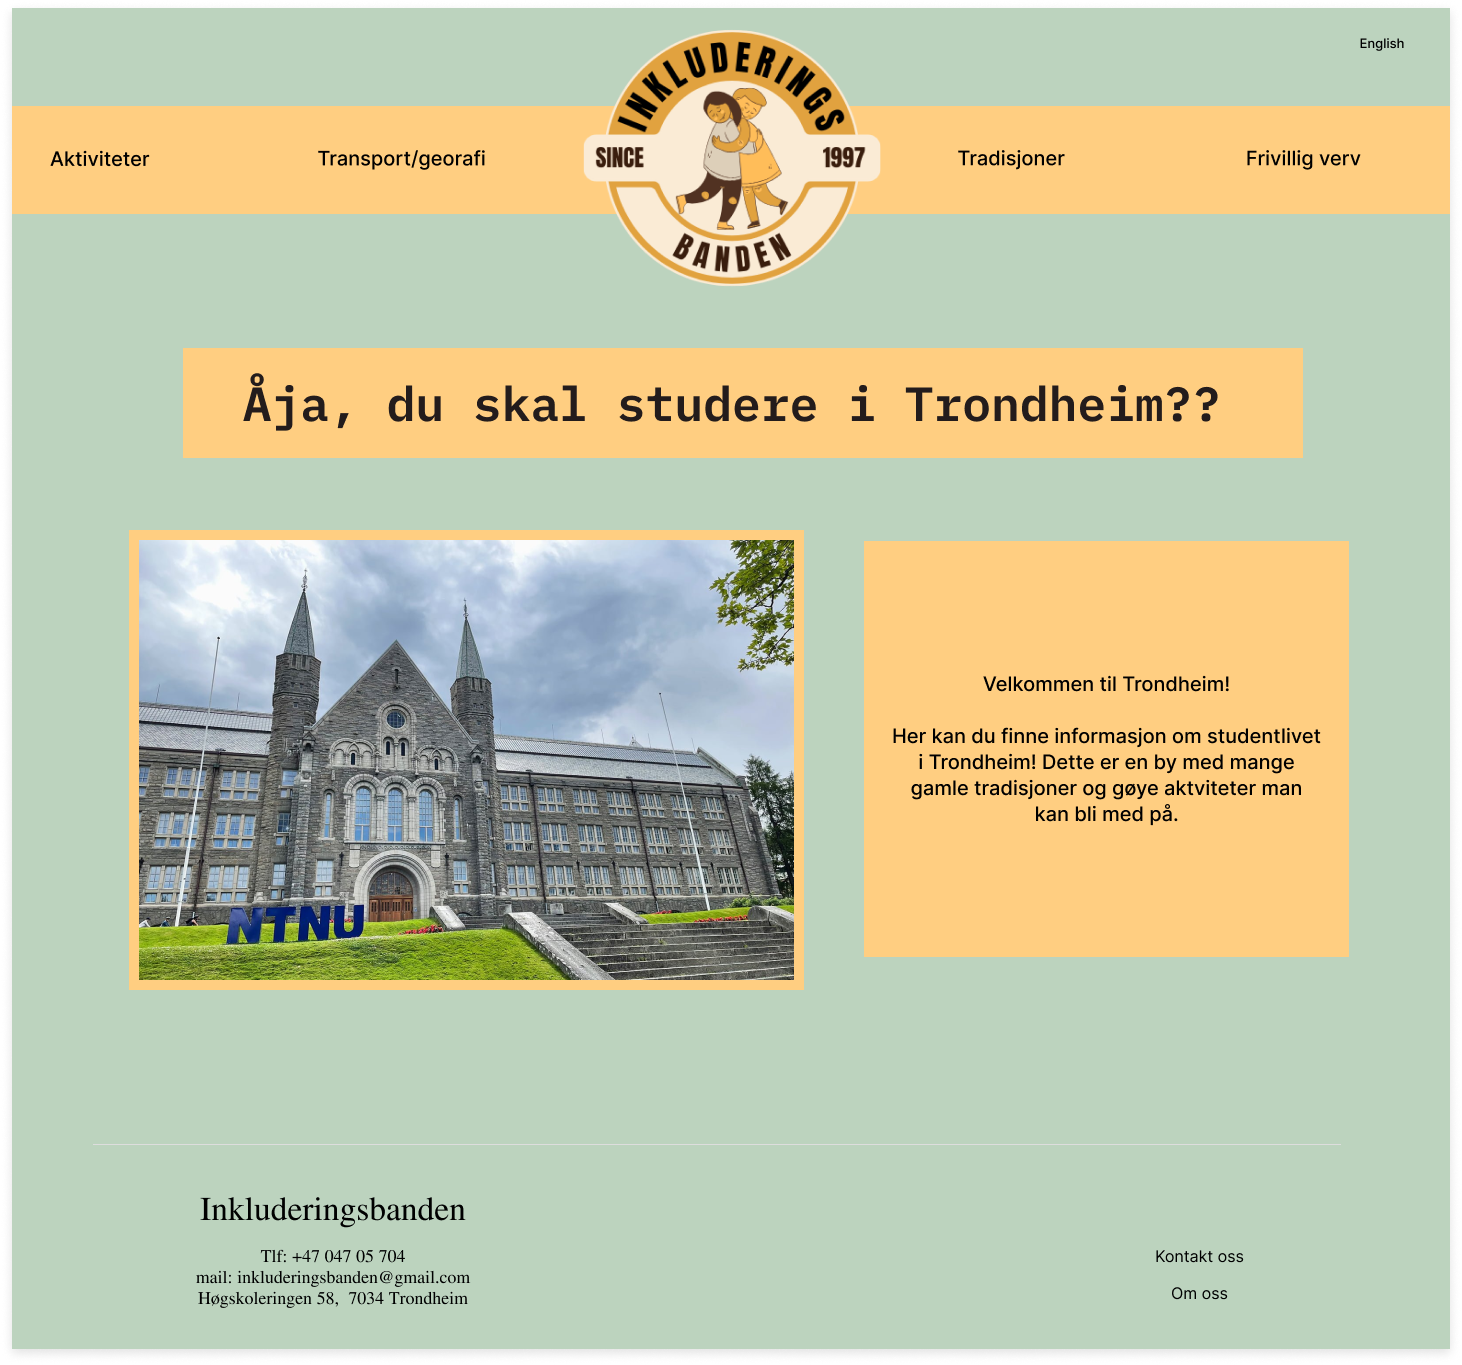 English
INKLUDERINGS
SINCE 1997
BANDEN
Aktiviteter
Transport/georafi
Tradisjoner
Frivillig verv
Åja, du skal studere i Trondheim??
NTNU
Velkommen til Trondheim!
Her kan du finne informasjon om studentlivet
i Trondheim! Dette er en by med mange
gamle tradisjoner og gøye aktviteter man
kan bli med på.
Inkluderingsbanden
Tlf: +47 047 05 704
mail: inkluderingsbanden@gmail.com
Høgskoleringen 58,  7034 Trondheim
Kontakt oss
Om oss